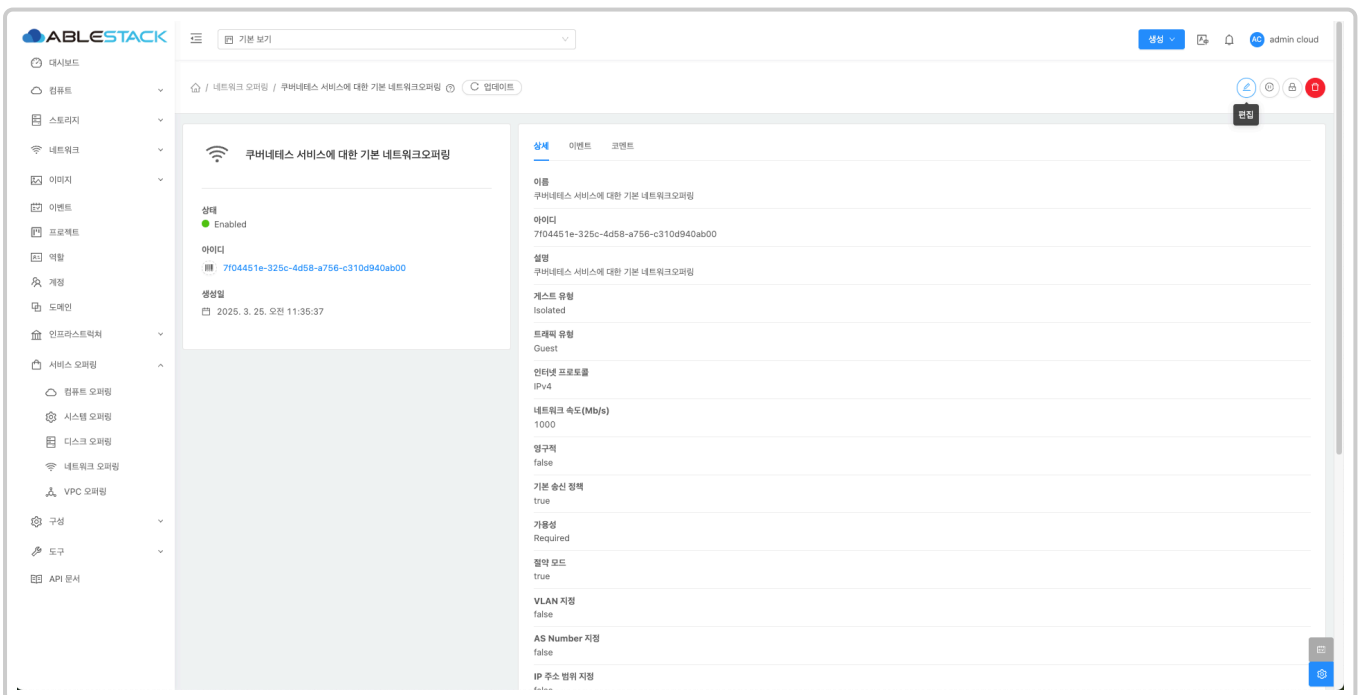 ABLESTACK
기본 보기
생성
AC
admin cloud
대시보드
컴퓨트
스토리지
네트워크
이미지
이벤트
프로젝트
역할
계정
도메인
인프라스트럭쳐
서비스 오퍼링
컴퓨트 오퍼링
시스템 오퍼링
디스크 오퍼링
네트워크 오퍼링
VPC 오퍼링
구성
도구
API 문서
/ 네트워크 오퍼링 / 쿠버네티스 서비스에 대한 기본 네트워크오퍼링
업데이트
편집
쿠버네티스 서비스에 대한 기본 네트워크오퍼링
상태
Enabled
아이디
7f04451e-325c-4d58-a756-c310d940ab00
생성일
2025. 3. 25. 오전 11:35:37
상세 이벤트 코멘트
이름
쿠버네티스 서비스에 대한 기본 네트워크오퍼링
아이디
7f04451e-325c-4d58-a756-c310d940ab00
설명
쿠버네티스 서비스에 대한 기본 네트워크오퍼링
게스트 유형
Isolated
트래픽 유형
Guest
인터넷 프로토콜
IPv4
네트워크 속도(Mb/s)
1000
영구적
false
기본 송신 정책
true
가용성
Required
절약 모드
true
VLAN 지정
false
AS Number 지정
false
IP 주소 범위 지정
false